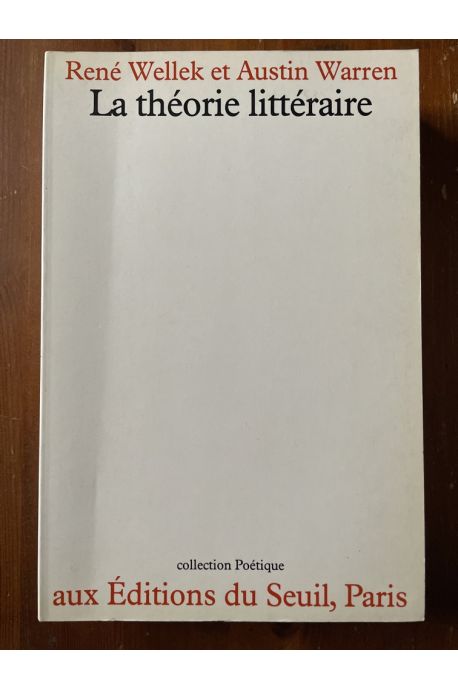 René Wellek et Austin Warren
La théorie littéraire
collection Poétique
aux Éditions du Seuil, Paris